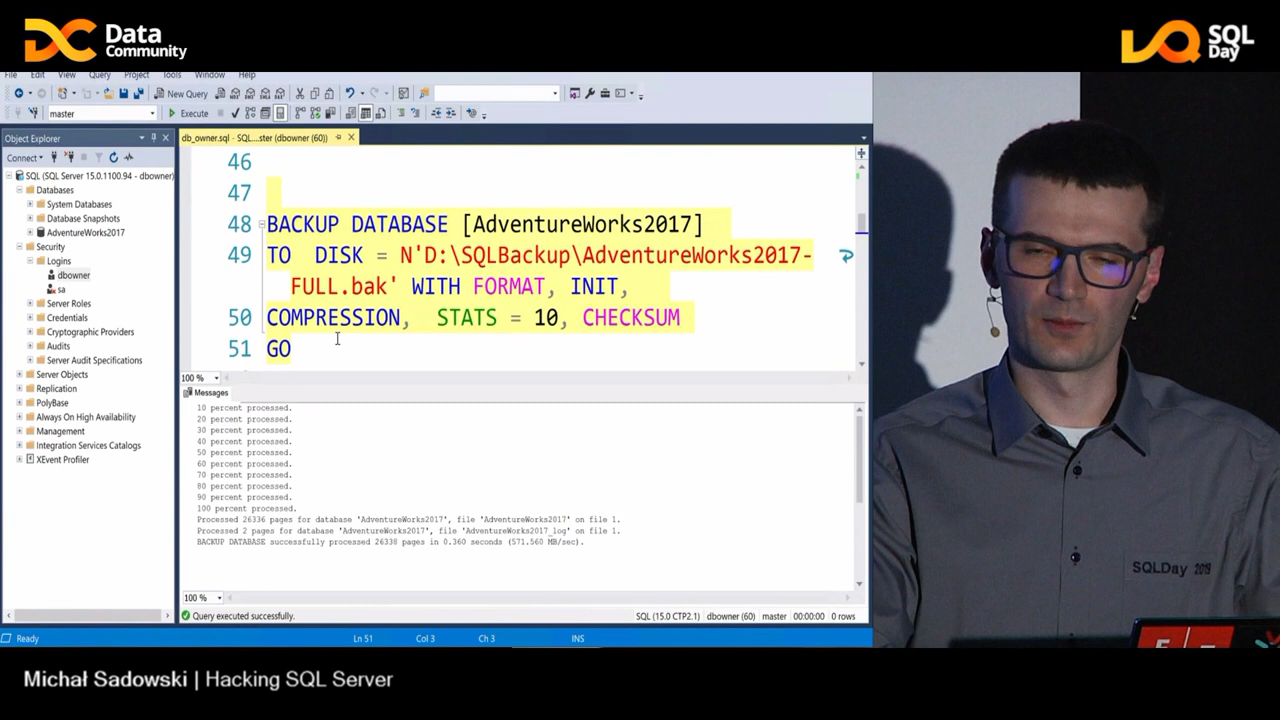 Data
Community
SQL
Day
File Edit View Query Project Tools Window Help
New Query
master
Execute
Object Explorer
db_owner.sql - SQL...ster (dbowner (60))
Connect
SQL (SQL Server 15.0.1100.94 - dbowner)
Databases
System Databases
Database Snapshots
AdventureWorks2017
Security
Logins
dbowner
sa
Server Roles
Credentials
Cryptographic Providers
Audits
Server Audit Specifications
Server Objects
Replication
PolyBase
Always On High Availability
Management
Integration Services Catalogs
XEvent Profiler
46
47
48 BACKUP DATABASE [AdventureWorks2017]
49 TO DISK = N'D:\SQLBackup\AdventureWorks2017-
FULL.bak' WITH FORMAT, INIT,
50 COMPRESSION, STATS = 10, CHECKSUM
51 GO
100 %
Messages
10 percent processed.
20 percent processed.
30 percent processed.
40 percent processed.
50 percent processed.
60 percent processed.
70 percent processed.
80 percent processed.
90 percent processed.
100 percent processed.
Processed 26336 pages for database 'AdventureWorks2017', file 'AdventureWorks2017' on file 1.
Processed 2 pages for database 'AdventureWorks2017', file 'AdventureWorks2017_log' on file 1.
BACKUP DATABASE successfully processed 26338 pages in 0.360 seconds (571.560 MB/sec).
100 %
Query executed successfully. SQL (15.0 CTP2.1) dbowner (60) master 00:00:00 0 rows
Ready Ln 51 Col 3 Ch 3 INS
SQLDay 2019
Michał Sadowski | Hacking SQL Server